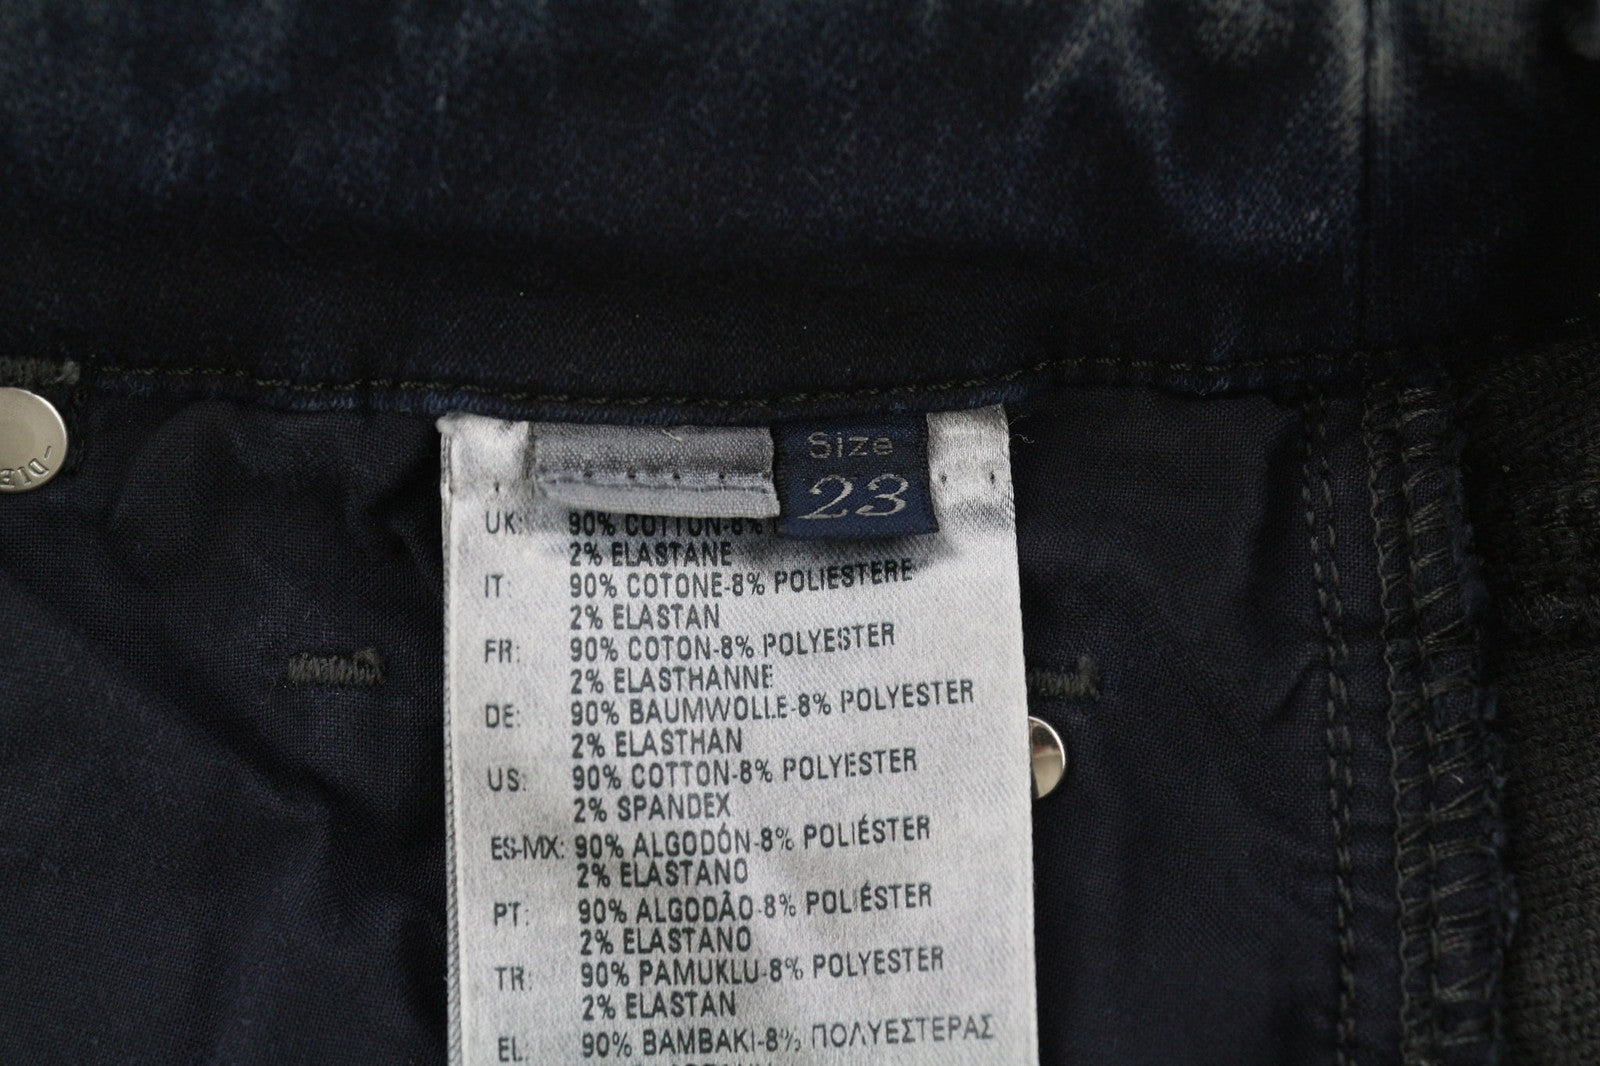 Size
23
UK: 90% COTTON-8%
2% ELASTANE
IT: 90% COTONE-8% POLIESTERE
2% ELASTAN
FR: 90% COTON-8% POLYESTER
2% ELASTHANNE
DE: 90% BAUMWOLLE-8% POLYESTER
2% ELASTHAN
US: 90% COTTON-8% POLYESTER
2% SPANDEX
ES-MX: 90% ALGODÓN-8% POLIÉSTER
2% ELASTANO
PT: 90% ALGODÃO-8% POLIÉSTER
2% ELASTANO
TR: 90% PAMUKLU-8% POLYESTER
2% ELASTAN
EL: 90% ΒΑΜΒΑΚΙ-8% ΠΟΛΥΕΣΤΕΡΑΣ